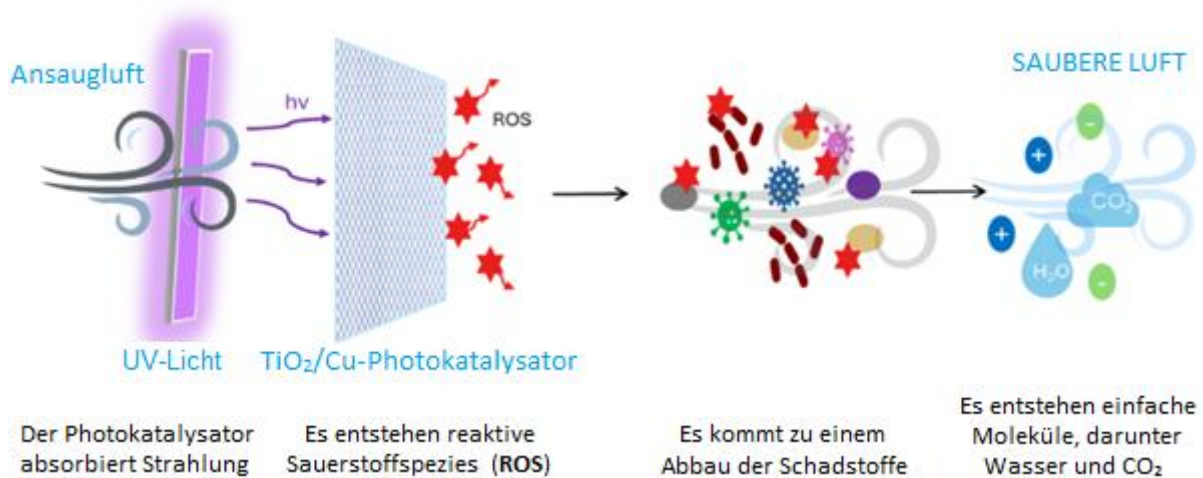 Ansaugluft
hv
ROS
SAUBERE LUFT
+
-
CO₂
+
H₂O
-
UV-Licht
TiO₂/Cu-Photokatalysator
Der Photokatalysator
absorbiert Strahlung
Es entstehen reaktive
Sauerstoffspezies (ROS)
Es kommt zu einem
Abbau der Schadstoffe
Es entstehen einfache
Moleküle, darunter
Wasser und CO₂